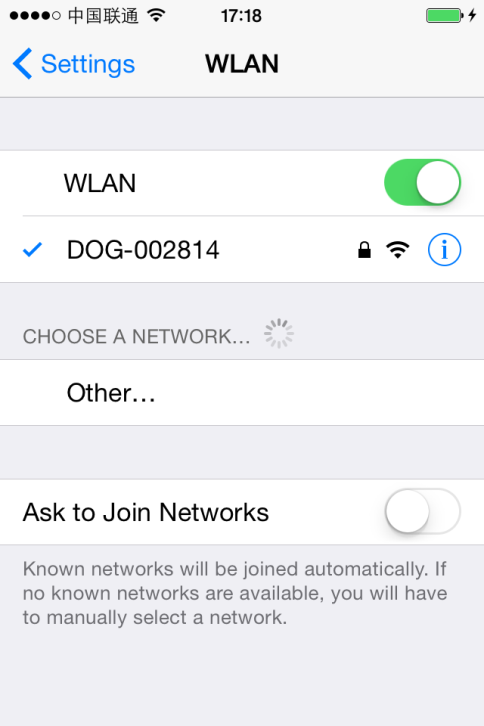 中国联通 17:18
Settings WLAN
WLAN
DOG-002814
CHOOSE A NETWORK...
Other...
Ask to Join Networks
Known networks will be joined automatically. If
no known networks are available, you will have
to manually select a network.